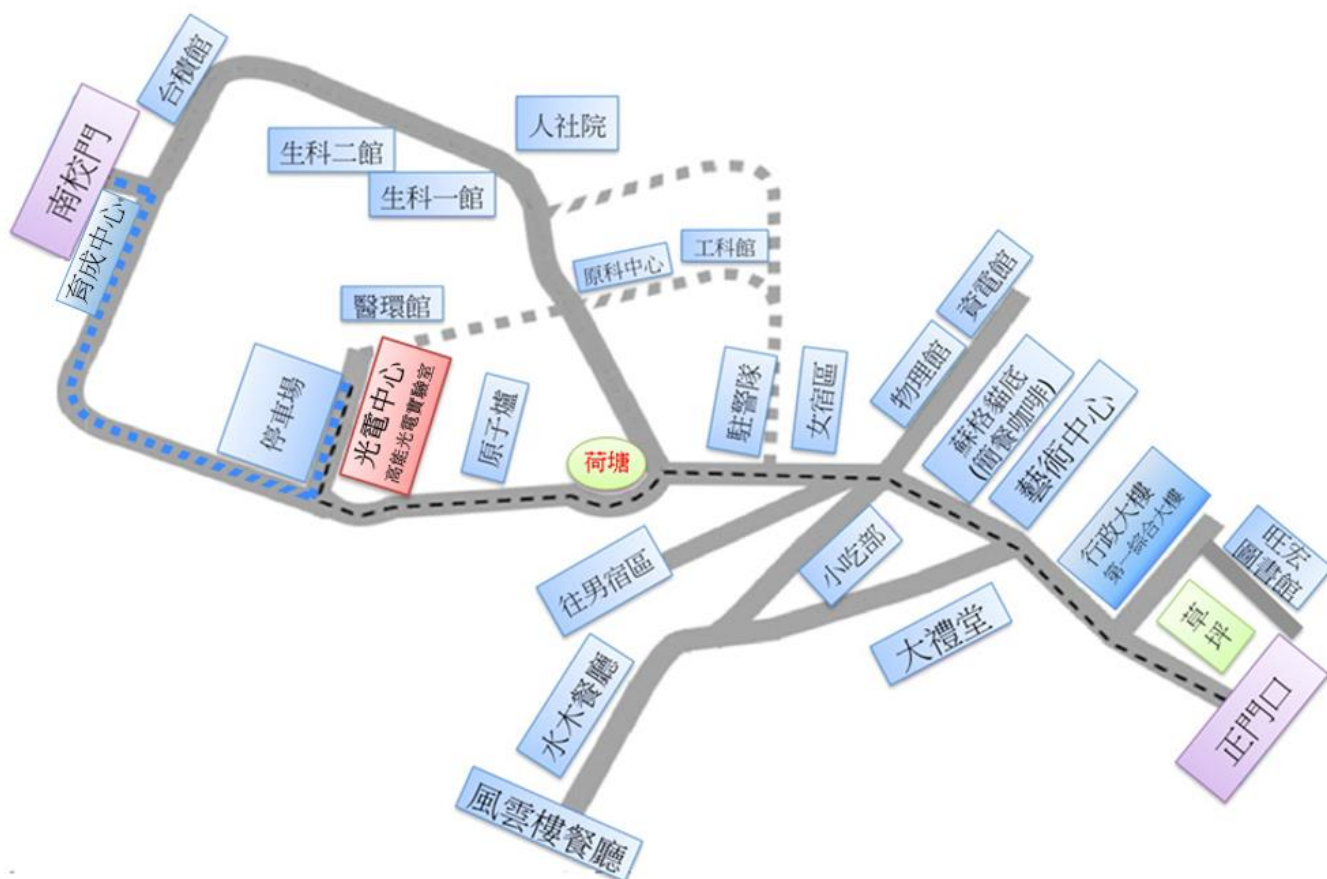 台積館
南校門
人社院
生科二館
生科一館
育成中心
工科館
原科中心
資電館
醫環館
物理館
停車場
光電中心
高能光電實驗室
原子爐
駐警隊
女宿區
蘇格貓底
(簡餐咖啡)
藝術中心
荷塘
行政大樓
第一綜合大樓
旺宏
圖書館
往男宿區
小吃部
草坪
大禮堂
水木餐廳
正門口
風雲樓餐廳